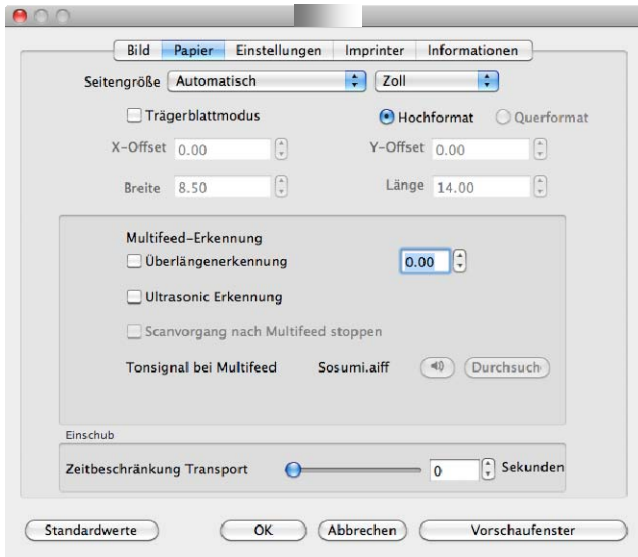 Bild Papier Einstellungen Imprinter Informationen
Seitengröße Automatisch Zoll
Trägerblattmodus Hochformat Querformat
X-Offset 0.00 Y-Offset 0.00
Breite 8.50 Länge 14.00
Multifeed-Erkennung
Überlängenerkennung 0.00
Ultrasonic Erkennung
Scanvorgang nach Multifeed stoppen
Tonsignal bei Multifeed Sosumi.aiff Durchsuch
Einschub
Zeitbeschränkung Transport 0 Sekunden
Standardwerte OK Abbrechen Vorschaufenster